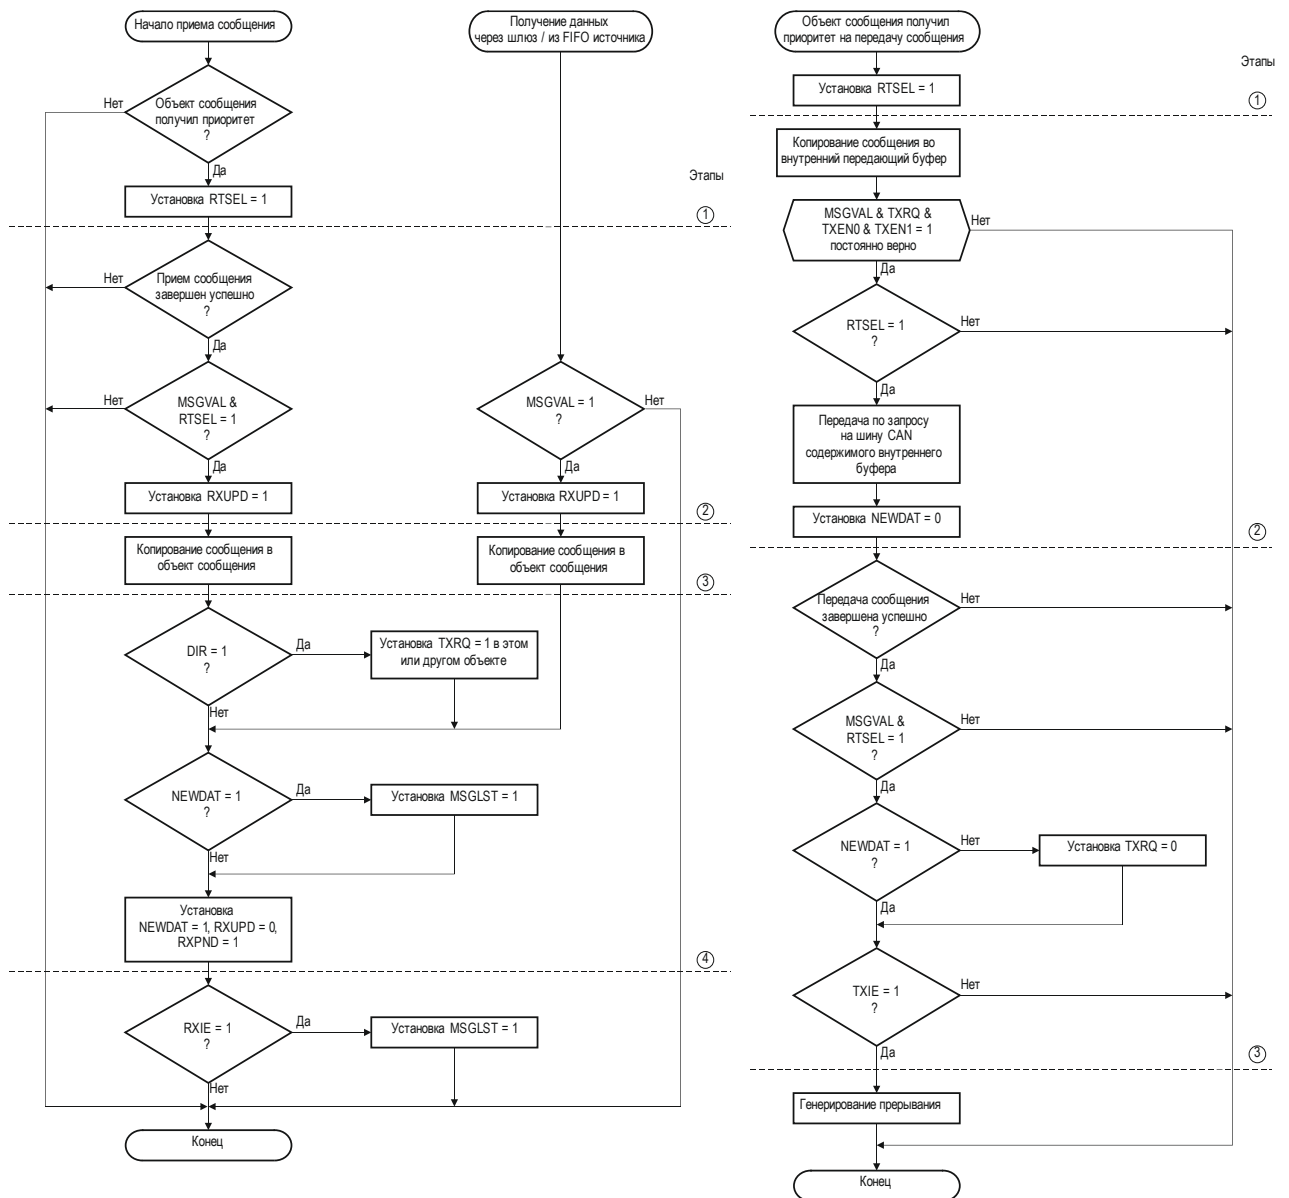 Начало приема сообщения
Нет
Объект сообщения
получил приоритет
?
Да
Установка RTSEL = 1
Нет
Прием сообщения
завершен успешно
?
Да
Нет
MSGVAL &
RTSEL = 1
?
Да
Установка RXUPD = 1
Копирование сообщения в
объект сообщения
DIR = 1
?
Да
Установка TXRQ = 1 в этом
или другом объекте
Нет
NEWDAT = 1
?
Да
Установка MSGLST = 1
Нет
Установка
NEWDAT = 1, RXUPD = 0,
RXPND = 1
RXIE = 1
?
Да
Установка MSGLST = 1
Нет
Конец
Получение данных
через шлюз / из FIFO источника
MSGVAL = 1
?
Нет
Да
Установка RXUPD = 1
Копирование сообщения в
объект сообщения
Этапы
1
2
3
4
Объект сообщения получил
приоритет на передачу сообщения
Установка RTSEL = 1
Копирование сообщения во
внутренний передающий буфер
MSGVAL & TXRQ &
TXEN0 & TXEN1 = 1
постоянно верно
Нет
Да
RTSEL = 1
?
Нет
Да
Передача по запросу
на шину CAN
содержимого внутреннего
буфера
Установка NEWDAT = 0
Передача сообщения
завершена успешно
?
Нет
Да
MSGVAL &
RTSEL = 1
?
Нет
Да
NEWDAT = 1
?
Нет
Установка TXRQ = 0
Да
TXIE = 1
?
Нет
Да
Генерирование прерывания
Конец
Этапы
1
2
3